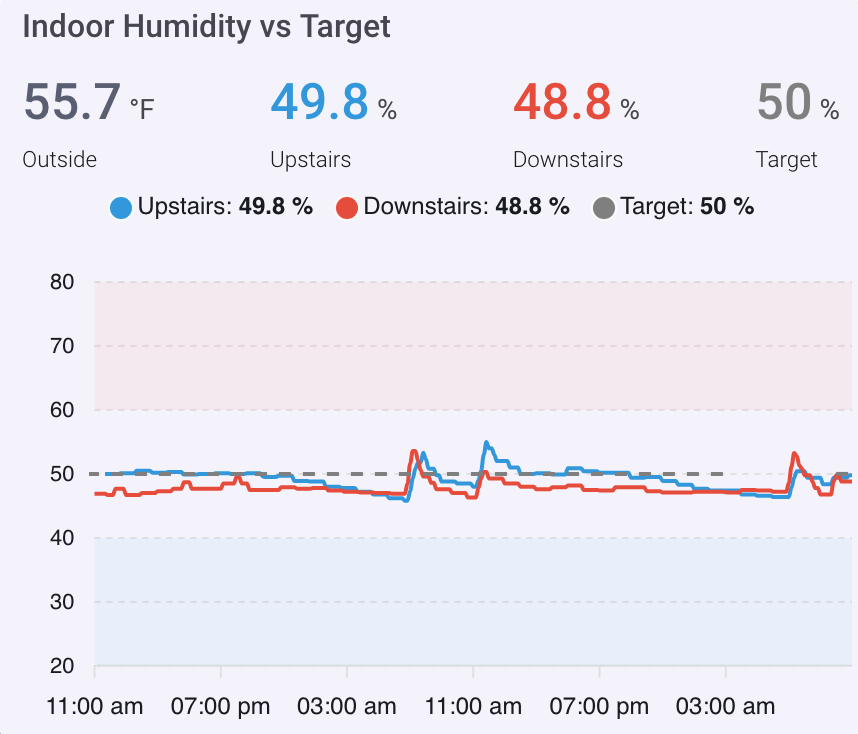 Indoor Humidity vs Target
55.7 °F 49.8 % 48.8 % 50 %
Outside Upstairs Downstairs Target
Upstairs: 49.8 % Downstairs: 48.8 % Target: 50 %
80
70
60
50
40
30
20
11:00 am 07:00 pm 03:00 am 11:00 am 07:00 pm 03:00 am